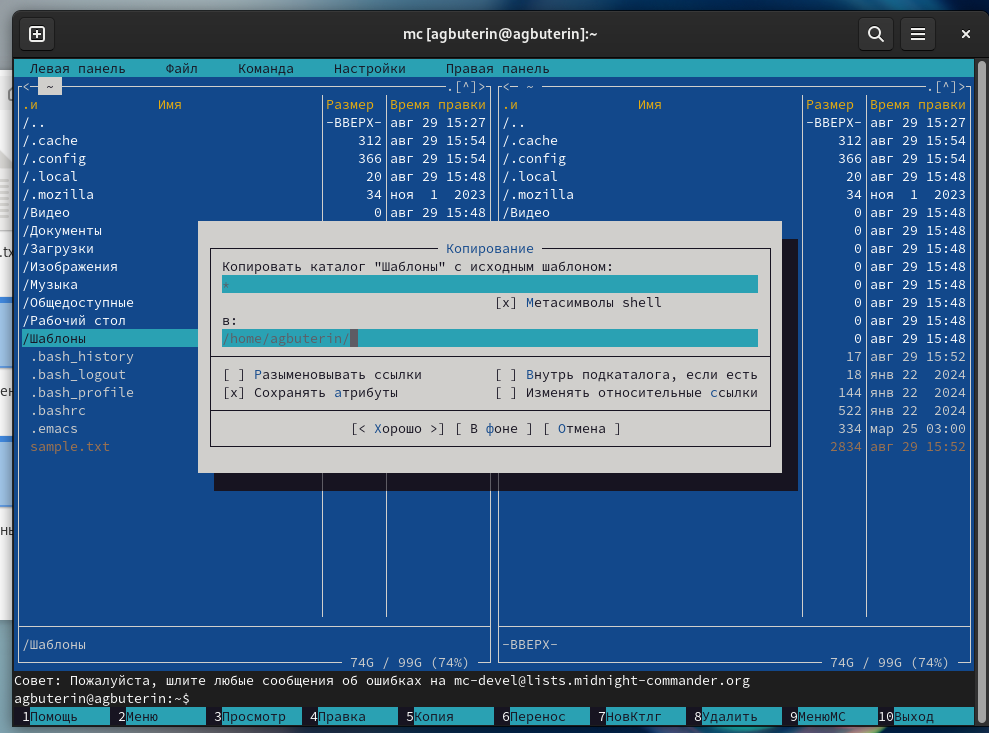 mc [agbuterin@agbuterin]:~
Левая панель Файл Команда Настройки Правая панель
<- ~ .[^]> <- ~ .[^]>
.и Имя Размер Время правки .и Имя Размер Время правки
/.. -ВВЕРХ- авг 29 15:27 /.. -ВВЕРХ- авг 29 15:27
/.cache 312 авг 29 15:54 /.cache 312 авг 29 15:54
/.config 366 авг 29 15:54 /.config 366 авг 29 15:54
/.local 20 авг 29 15:48 /.local 20 авг 29 15:48
/.mozilla 34 ноя 1 2023 /.mozilla 34 ноя 1 2023
/Видео 0 авг 29 15:48 /Видео 0 авг 29 15:48
/Документы 0 авг 29 15:48
/Загрузки Копирование 0 авг 29 15:48
/Изображения Копировать каталог "Шаблоны" с исходным шаблоном: 0 авг 29 15:48
/Музыка * 0 авг 29 15:48
/Общедоступные [x] Метасимволы shell 0 авг 29 15:48
/Рабочий стол в: 0 авг 29 15:48
/Шаблоны /home/agbuterin/ 0 авг 29 15:48
.bash_history 17 авг 29 15:52
.bash_logout [ ] Разыменовывать ссылки [ ] Внутрь подкаталога, если есть 18 янв 22 2024
.bash_profile [x] Сохранять атрибуты [ ] Изменять относительные ссылки 144 янв 22 2024
.bashrc 522 янв 22 2024
.emacs [< Хорошо >] [ В фоне ] [ Отмена ] 334 мар 25 03:00
sample.txt 2834 авг 29 15:52
/Шаблоны -ВВЕРХ-
74G / 99G (74%) 74G / 99G (74%)
Совет: Пожалуйста, шлите любые сообщения об ошибках на mc-devel@lists.midnight-commander.org
agbuterin@agbuterin:~$
1Помощь 2Меню 3Просмотр 4Правка 5Копия 6Перенос 7НовКтлг 8Удалить 9МенюМС 10Выход